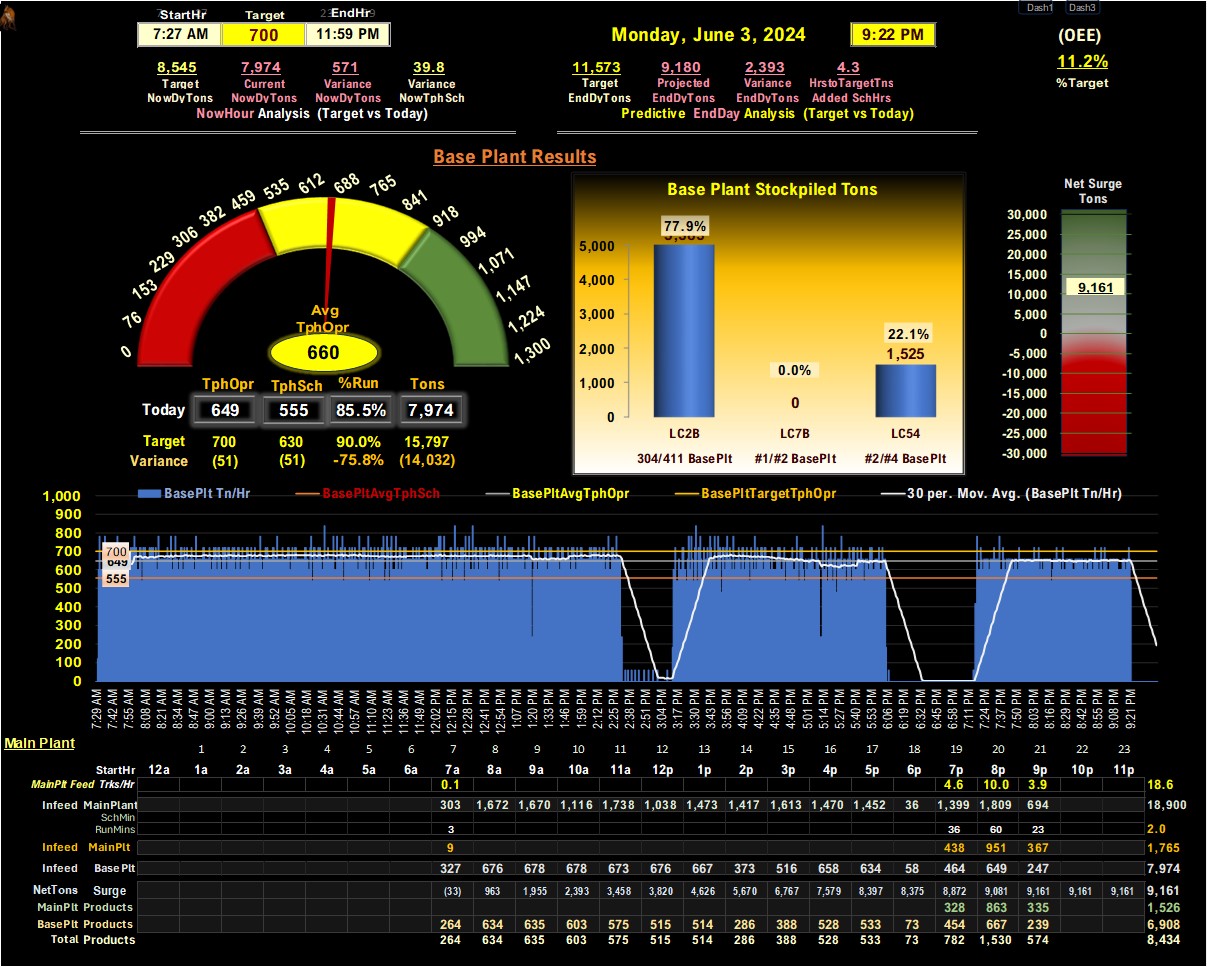 StartHr Target EndHr Dash1 Dash3
7:27 AM 700 11:59 PM Monday, June 3, 2024 9:22 PM (OEE)
8,545 7,974 571 39.8 11,573 9,180 2,393 4.3 11.2%
Target Current Variance Variance Target Projected Variance HrstoTargetTns %Target
NowDyTons NowDyTons NowDyTons NowTphSch EndDyTons EndDyTons EndDyTons Added SchHrs
NowHour Analysis (Target vs Today) Predictive EndDay Analysis (Target vs Today)
Base Plant Results
0 76 153 229 306 382 459 535 612 688 765 841 918 994 1,071 1,147 1,224 1,300
Avg
TphOpr
660
TphOpr TphSch %Run Tons
Today 649 555 85.5% 7,974
Target 700 630 90.0% 15,797
Variance (51) (51) -75.8% (14,032)
Base Plant Stockpiled Tons
77.9%
5,000
4,000
3,000
2,000
1,000
0
0.0%
0
22.1%
1,525
LC2B LC7B LC54
304/411 BasePlt #1/#2 BasePlt #2/#4 BasePlt
Net Surge
Tons
30,000
25,000
20,000
15,000
9,161
10,000
5,000
0
-5,000
-10,000
-15,000
-20,000
-25,000
-30,000
BasePlt Tn/Hr BasePltAvgTphSch BasePltAvgTphOpr BasePltTargetTphOpr 30 per. Mov. Avg. (BasePlt Tn/Hr)
1,000
900
800
700
600
500
400
300
200
100
0
700
649
555
7:29 AM 7:42 AM 7:55 AM 8:08 AM 8:21 AM 8:34 AM 8:47 AM 9:00 AM 9:13 AM 9:26 AM 9:39 AM 9:52 AM 10:05 AM 10:18 AM 10:31 AM 10:44 AM 10:57 AM 11:10 AM 11:23 AM 11:36 AM 11:49 AM 12:02 PM 12:15 PM 12:28 PM 12:41 PM 12:54 PM 1:07 PM 1:20 PM 1:33 PM 1:46 PM 1:59 PM 2:12 PM 2:25 PM 2:38 PM 2:51 PM 3:04 PM 3:17 PM 3:30 PM 3:43 PM 3:56 PM 4:09 PM 4:22 PM 4:35 PM 4:48 PM 5:01 PM 5:14 PM 5:27 PM 5:40 PM 5:53 PM 6:06 PM 6:19 PM 6:32 PM 6:45 PM 6:58 PM 7:11 PM 7:24 PM 7:37 PM 7:50 PM 8:03 PM 8:16 PM 8:29 PM 8:42 PM 8:55 PM 9:08 PM 9:21 PM
Main Plant
1 2 3 4 5 6 7 8 9 10 11 12 13 14 15 16 17 18 19 20 21 22 23
StartHr 12a 1a 2a 3a 4a 5a 6a 7a 8a 9a 10a 11a 12p 1p 2p 3p 4p 5p 6p 7p 8p 9p 10p 11p
MainPlt Feed Trks/Hr 0.1 4.6 10.0 3.9 18.6
Infeed MainPlant 303 1,672 1,670 1,116 1,738 1,038 1,473 1,417 1,613 1,470 1,452 36 1,399 1,809 694 18,900
SchMin
RunMins 3 36 60 23 2.0
Infeed MainPlt 9 438 951 367 1,765
Infeed BasePlt 327 676 678 678 673 676 667 373 516 658 634 58 464 649 247 7,974
NetTons Surge (33) 963 1,955 2,393 3,458 3,820 4,626 5,670 6,767 7,579 8,397 8,375 8,872 9,081 9,161 9,161 9,161 9,161
MainPlt Products 328 863 335 1,526
BasePlt Products 264 634 635 603 575 515 514 286 388 528 533 73 454 667 239 6,908
Total Products 264 634 635 603 575 515 514 286 388 528 533 73 782 1,530 574 8,434